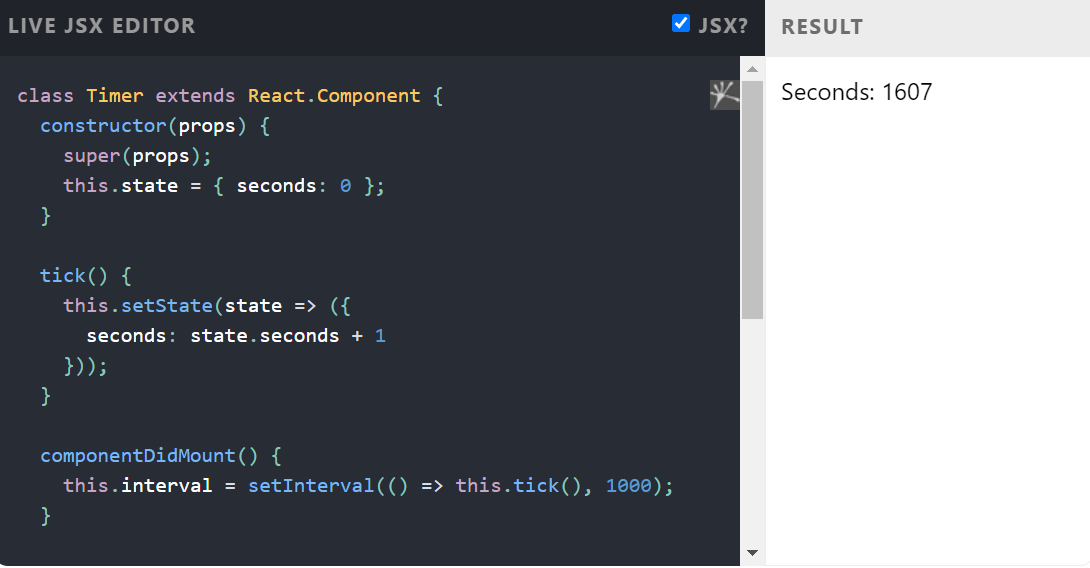 LIVE JSX EDITOR
JSX?
class Timer extends React.Component {
  constructor(props) {
    super(props);
    this.state = { seconds: 0 };
  }

  tick() {
    this.setState(state => ({
      seconds: state.seconds + 1
    }));
  }

  componentDidMount() {
    this.interval = setInterval(() => this.tick(), 1000);
  }
RESULT
Seconds: 1607